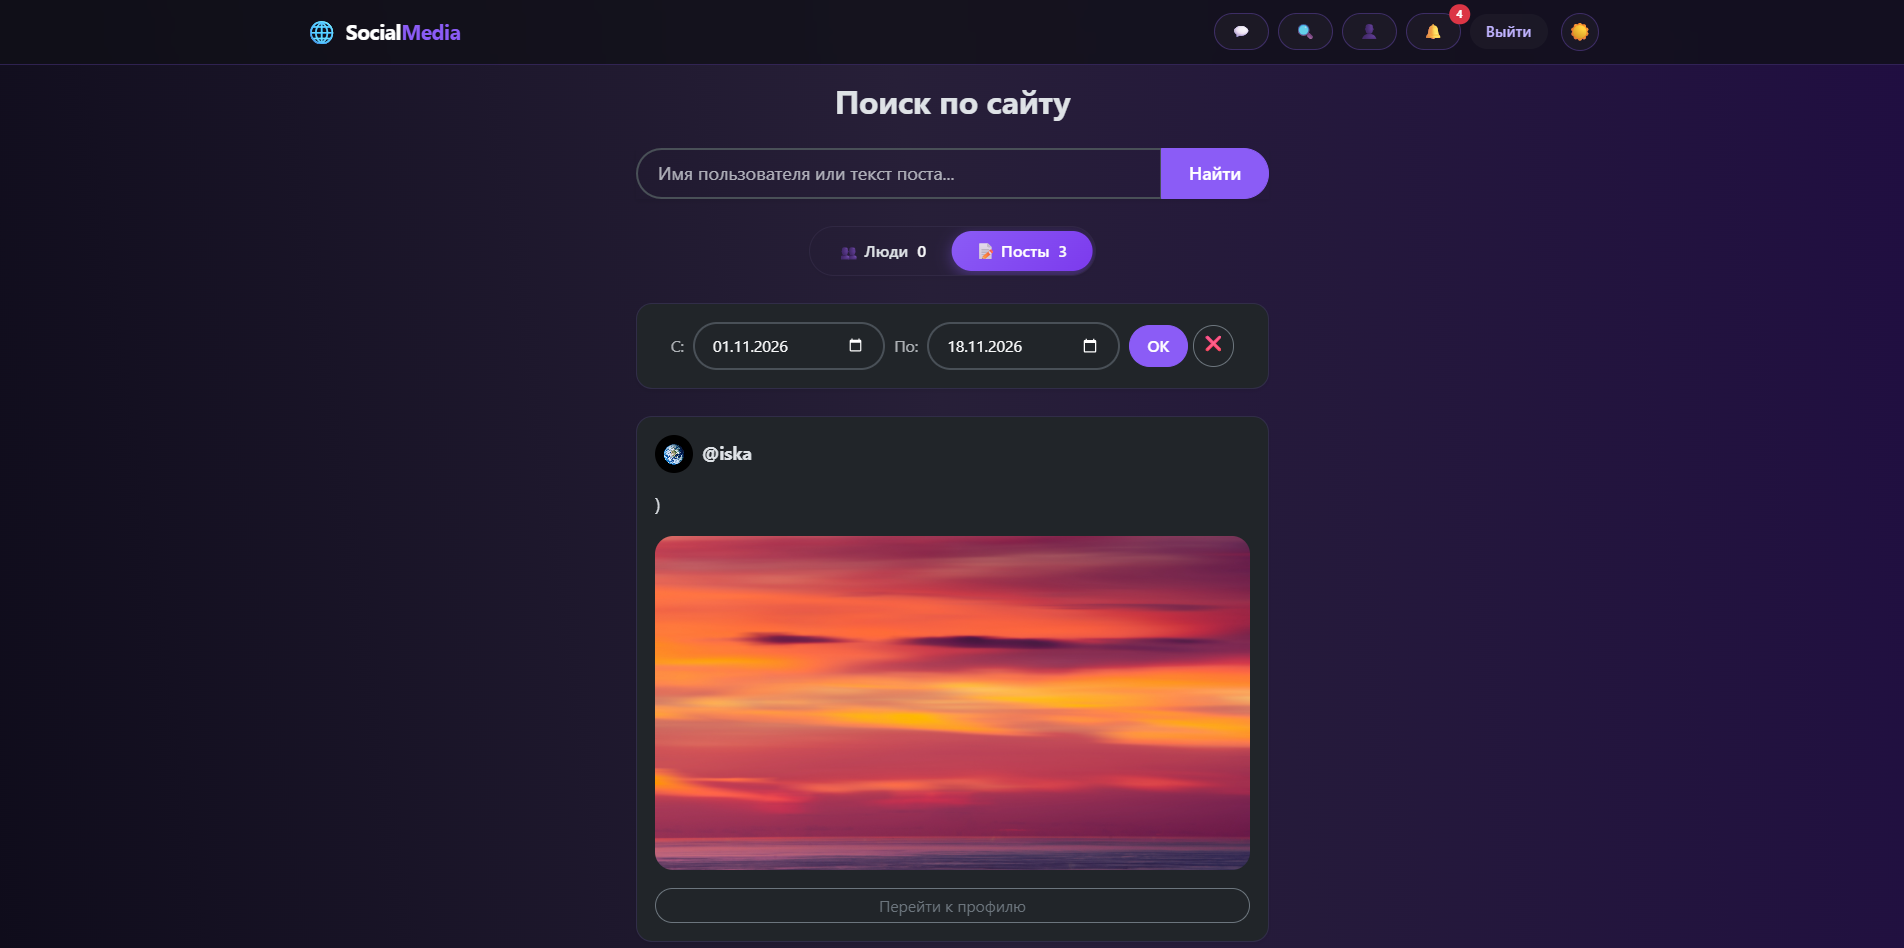 SocialMedia
4
Выйти
Поиск по сайту
Имя пользователя или текст поста...
Найти
Люди 0
Посты 3
С: 01.11.2026 По: 18.11.2026 ОК
@iska
)
Перейти к профилю